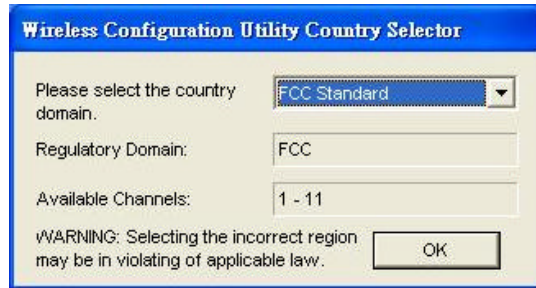 Wireless Configuration Utility Country Selector
Please select the country
domain.
FCC Standard
Regulatory Domain:
FCC
Available Channels:
1 - 11
WARNING: Selecting the incorrect region
may be in violating of applicable law.
OK